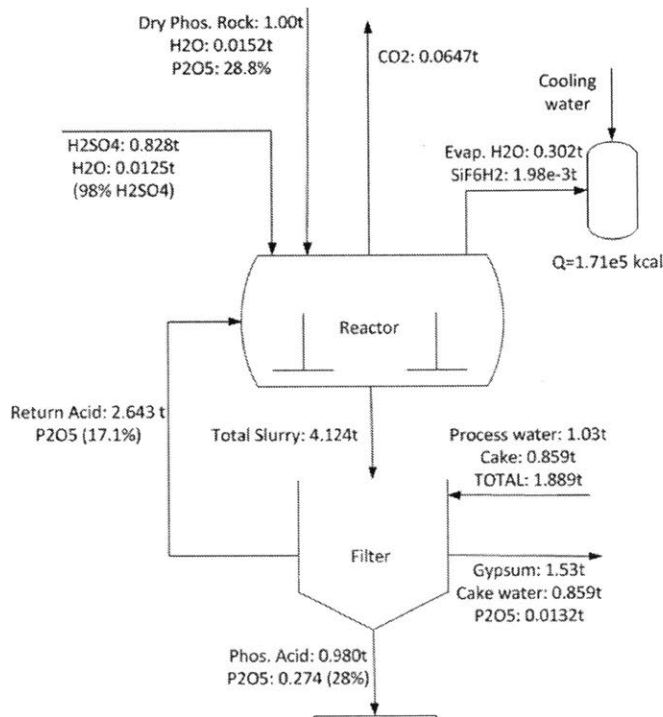 Dry Phos. Rock: 1.00t
H2O: 0.0152t
P2O5: 28.8%
CO2: 0.0647t
Cooling
water
H2SO4: 0.828t
H2O: 0.0125t
(98% H2SO4)
Evap. H2O: 0.302t
SiF6H2: 1.98e-3t
Q=1.71e5 kcal
Reactor
Return Acid: 2.643 t
P2O5 (17.1%)
Total Slurry: 4.124t
Process water: 1.03t
Cake: 0.859t
TOTAL: 1.889t
Filter
Gypsum: 1.53t
Cake water: 0.859t
P2O5: 0.0132t
Phos. Acid: 0.980t
P2O5: 0.274 (28%)